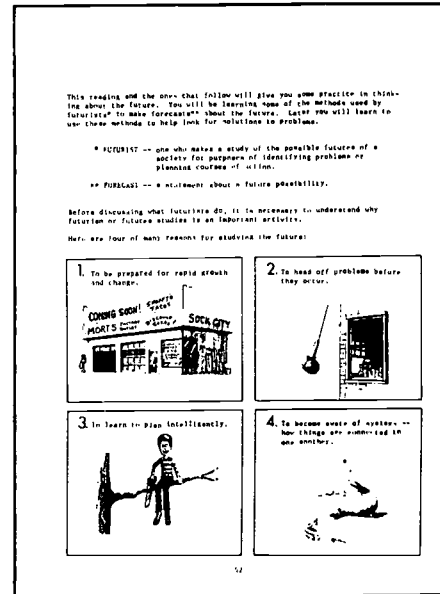 This reading and the ones that follow will give you some practice in think-
ing about the future. You will be learning some of the methods used by
futurists* to make forecasts** about the future. Later you will learn to
use these methods to help look for solutions to problems.
* FUTURIST -- one who makes a study of the possible futures of a
society for purposes of identifying problems or
planning courses of action.
** FORECAST -- a statement about a future possibility.
Before discussing what futurists do, it is necessary to understand why
futurism or futures studies is an important activity.
Here are four of many reasons for studying the future:
1. To be prepared for rapid growth
and change.
COMING SOON!
MORT'S
SOCK CITY
2. To head off problems before
they occur.
3. To learn to plan intelligently.
4. To become aware of systems --
how things are connected to
one another.
52